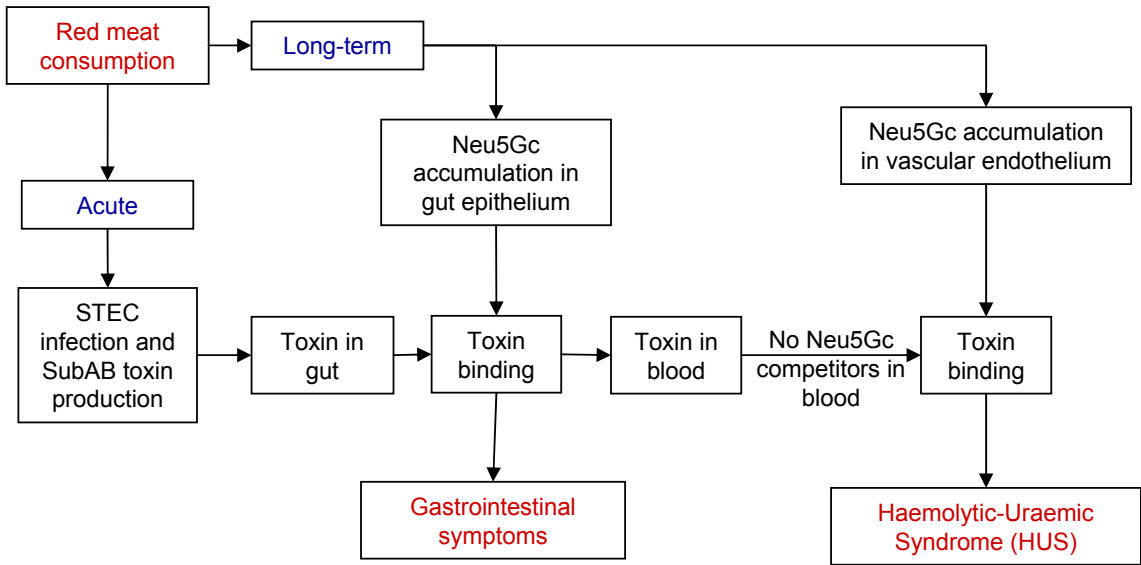 Red meat
consumption
Long-term
Neu5Gc
accumulation in
gut epithelium
Neu5Gc accumulation
in vascular endothelium
Acute
STEC
infection and
SubAB toxin
production
Toxin in
gut
Toxin
binding
Toxin in
blood
No Neu5Gc
competitors in
blood
Toxin
binding
Gastrointestinal
symptoms
Haemolytic-Uraemic
Syndrome (HUS)